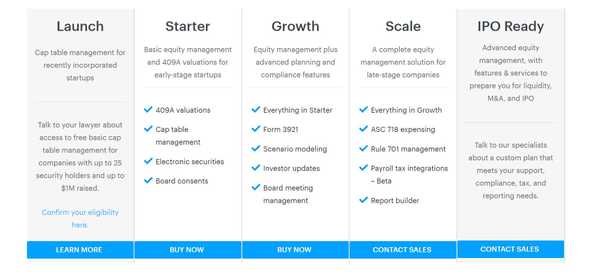 Launch
Cap table management for
recently incorporated
startups
Talk to your lawyer about
access to free basic cap
table management for
companies with up to 25
security holders and up to
$1M raised.
Confirm your eligibility
here.
LEARN MORE
Starter
Basic equity management
and 409A valuations for
early-stage startups
409A valuations
Cap table
management
Electronic securities
Board consents
BUY NOW
Growth
Equity management plus
advanced planning and
compliance features
Everything in Starter
Form 3921
Scenario modeling
Investor updates
Board meeting
management
BUY NOW
Scale
A complete equity
management solution for
late-stage companies
Everything in Growth
ASC 718 expensing
Rule 701 management
Payroll tax integrations
– Beta
Report builder
CONTACT SALES
IPO Ready
Advanced equity
management, with
features & services to
prepare you for liquidity,
M&A, and IPO
Talk to our specialists
about a custom plan that
meets your support,
compliance, tax, and
reporting needs.
CONTACT SALES